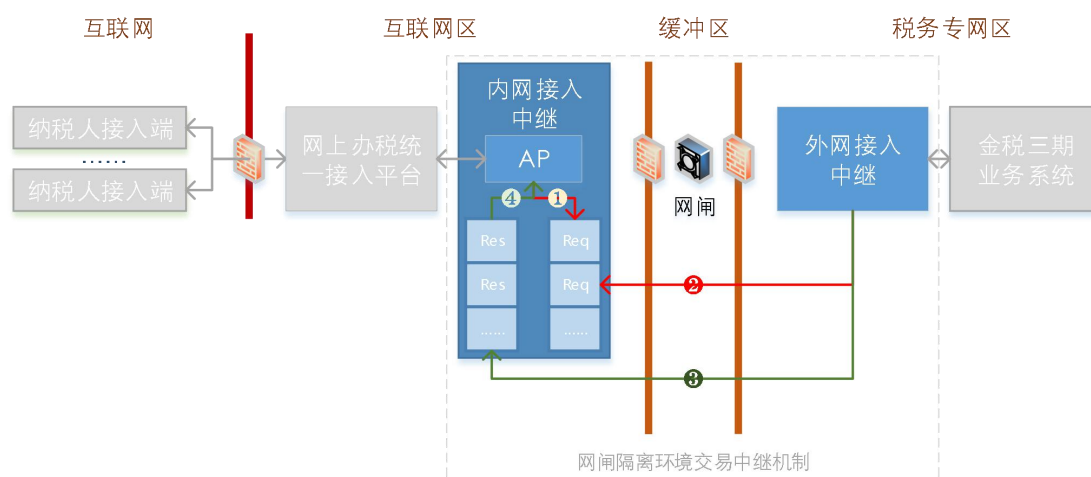 互联网
互联网区
缓冲区
税务专网区
纳税人接入端
……
纳税人接入端
网上办税统
一接入平台
内网接入
中继
AP
④
①
Res
Req
Res
Req
……
……
网闸
外网接入
中继
金税三期
业务系统
❷
❸
网闸隔离环境交易中继机制